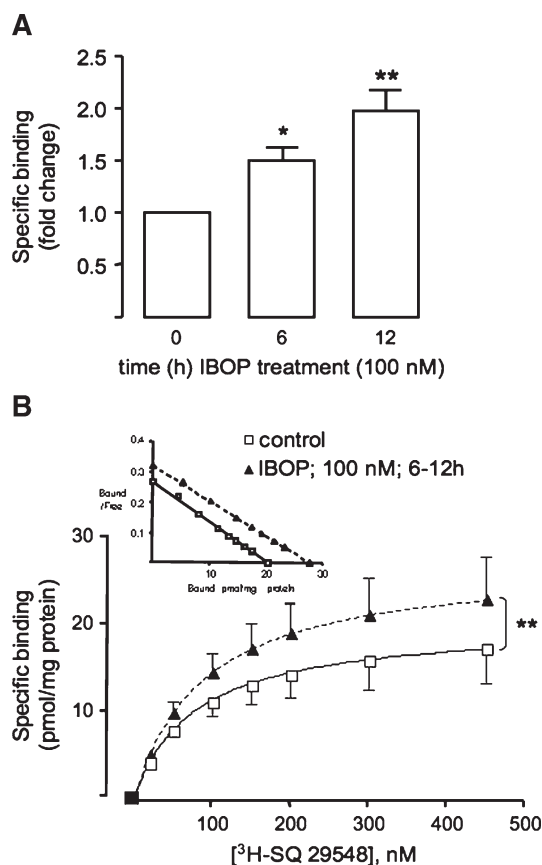 A
2.5
2.0
1.5
1.0
0.5
Specific binding
(fold change)
*
**
0 6 12
time (h) IBOP treatment (100 nM)
B
□ control
▲ IBOP; 100 nM; 6-12h
0.4
0.3
0.2
0.1
Bound
/Free
10 20 30
Bound pmol/mg protein
30
20
10
Specific binding
(pmol/mg protein)
**
100 200 300 400 500
[³H-SQ 29548], nM